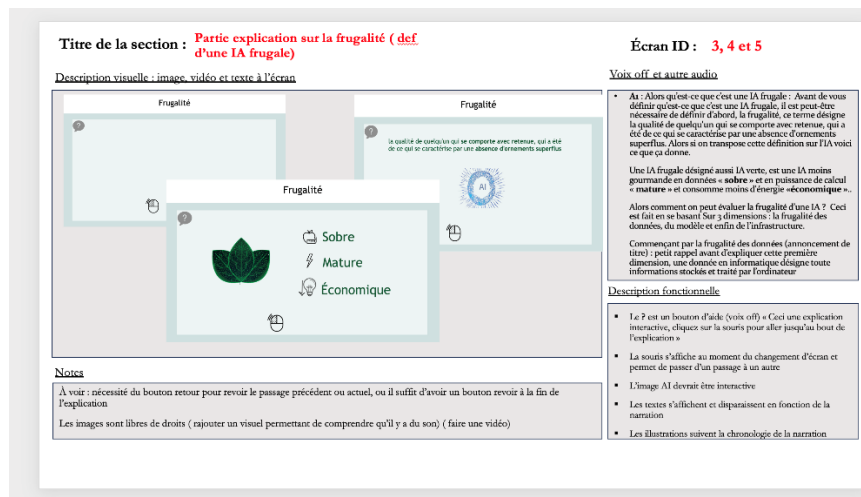 Titre de la section : Partie explication sur la frugalité ( def
d'une IA frugale)
Écran ID : 3, 4 et 5
Description visuelle : image, vidéo et texte à l'écran
Frugalité
?
Frugalité
?
la qualité de quelqu'un qui se comporte avec retenue, qui a été
de ce qui se caractérise par une absence d'ornements superflus
AI
Frugalité
?
Sobre
Mature
Économique
Notes
À voir : nécessité du bouton retour pour revoir le passage précédent ou actuel, ou il suffit d'avoir un bouton revoir à la fin de
l'explication
Les images sont libres de droits ( rajouter un visuel permettant de comprendre qu'il y a du son) ( faire une vidéo)
Voix off et autre audio
• A1 : Alors qu'est-ce que c'est une IA frugale : Avant de vous
définir qu'est-ce que c'est une IA frugale, il est peut-être
nécessaire de définir d'abord, la frugalité, ce terme désigne
la qualité de quelqu'un qui se comporte avec retenue, qui a
été de ce qui se caractérise par une absence d'ornements
superflus. Alors si on transpose cette définition sur l'IA voici
ce que ça donne.
Une IA frugale désigné aussi IA verte, est une IA moins
gourmande en données « sobre » et en puissance de calcul
« mature » et consomme moins d'énergie «économique »..
Alors comment on peut évaluer la frugalité d'une IA ? Ceci
est fait en se basant Sur 3 dimensions : la frugalité des
données, du modèle et enfin de l'infrastructure.
Commençant par la frugalité des données (annoncement de
titre) : petit rappel avant d'expliquer cette première
dimension, une donnée en informatique désigne toute
informations stockés et traité par l'ordinateur
Description fonctionnelle
▪ Le ? est un bouton d'aide (voix off) « Ceci une explication
interactive, cliquez sur la souris pour aller jusqu'au bout de
l'explication »
▪ La souris s'affiche au moment du changement d'écran et
permet de passer d'un passage à un autre
▪ L'image AI devrait être interactive
▪ Les textes s'affichent et disparaissent en fonction de la
narration
▪ Les illustrations suivent la chronologie de la narration